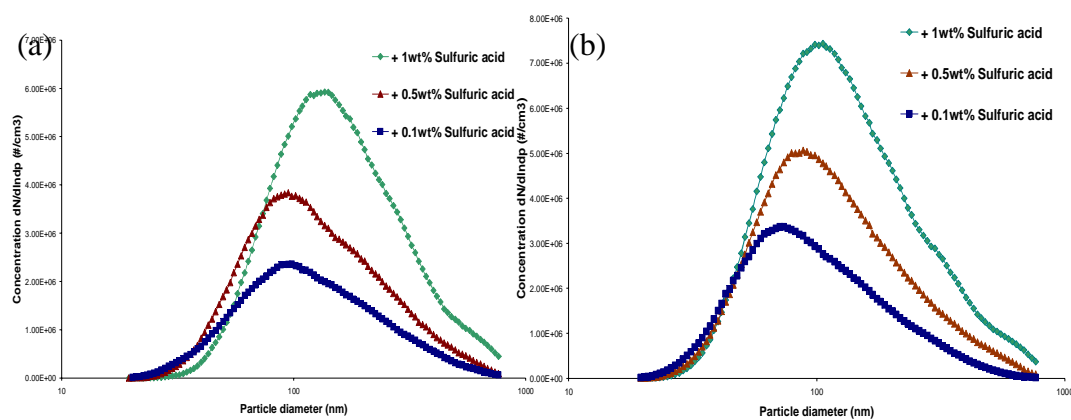 (a)
7.00E+06
6.00E+06
5.00E+06
4.00E+06
3.00E+06
2.00E+06
1.00E+06
0.00E+00
Concentration dN/dlndp (#/cm3)
10
100
1000
Particle diameter (nm)
+ 1wt% Sulfuric acid
+ 0.5wt% Sulfuric acid
+ 0.1wt% Sulfuric acid
(b)
8.00E+06
7.00E+06
6.00E+06
5.00E+06
4.00E+06
3.00E+06
2.00E+06
1.00E+06
0.00E+00
Concentration dN/dlndp (#/cm3)
10
100
1000
Particle diameter (nm)
+ 1wt% Sulfuric acid
+ 0.5wt% Sulfuric acid
+ 0.1wt% Sulfuric acid